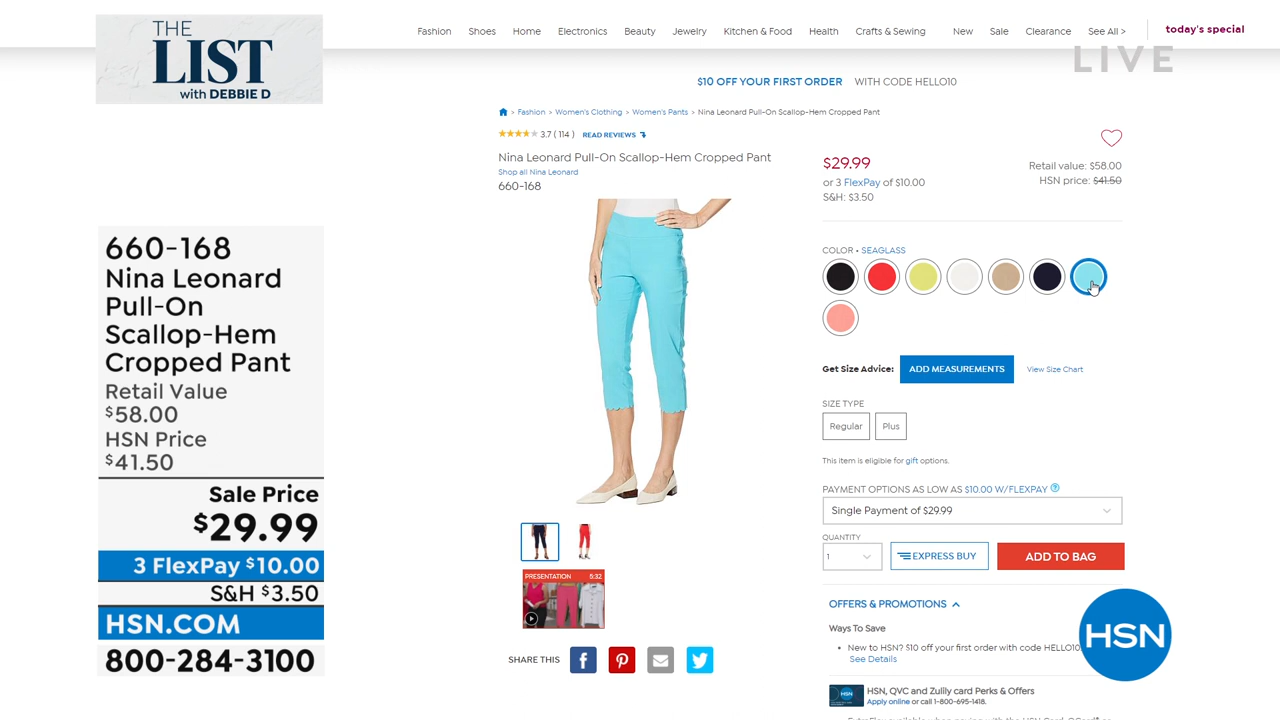 THE
LIST
with DEBBIE D
Fashion Shoes Home Electronics Beauty Jewelry Kitchen & Food Health Crafts & Sewing New Sale Clearance See All > today's special
LIVE
$10 OFF YOUR FIRST ORDER WITH CODE HELLO10
> Fashion > Women's Clothing > Women's Pants > Nina Leonard Pull-On Scallop-Hem Cropped Pant
3.7 ( 114 ) READ REVIEWS
Nina Leonard Pull-On Scallop-Hem Cropped Pant
Shop all Nina Leonard
660-168
$29.99
or 3 FlexPay of $10.00
S&H: $3.50
Retail value: $58.00
HSN price: $41.50
COLOR • SEAGLASS
Get Size Advice: ADD MEASUREMENTS View Size Chart
SIZE TYPE
Regular Plus
This item is eligible for gift options.
PAYMENT OPTIONS AS LOW AS $10.00 W/FLEXPAY ?
Single Payment of $29.99
QUANTITY
1 EXPRESS BUY ADD TO BAG
PRESENTATION 5:32
SHARE THIS
OFFERS & PROMOTIONS
Ways To Save
• New to HSN? $10 off your first order with code HELLO10.
See Details
HSN, QVC and Zulily card Perks & Offers
Apply online or call 1-800-695-1418.
HSN
660-168
Nina Leonard
Pull-On
Scallop-Hem
Cropped Pant
Retail Value
$58.00
HSN Price
$41.50
Sale Price
$29.99
3 FlexPay $10.00
S&H $3.50
HSN.COM
800-284-3100